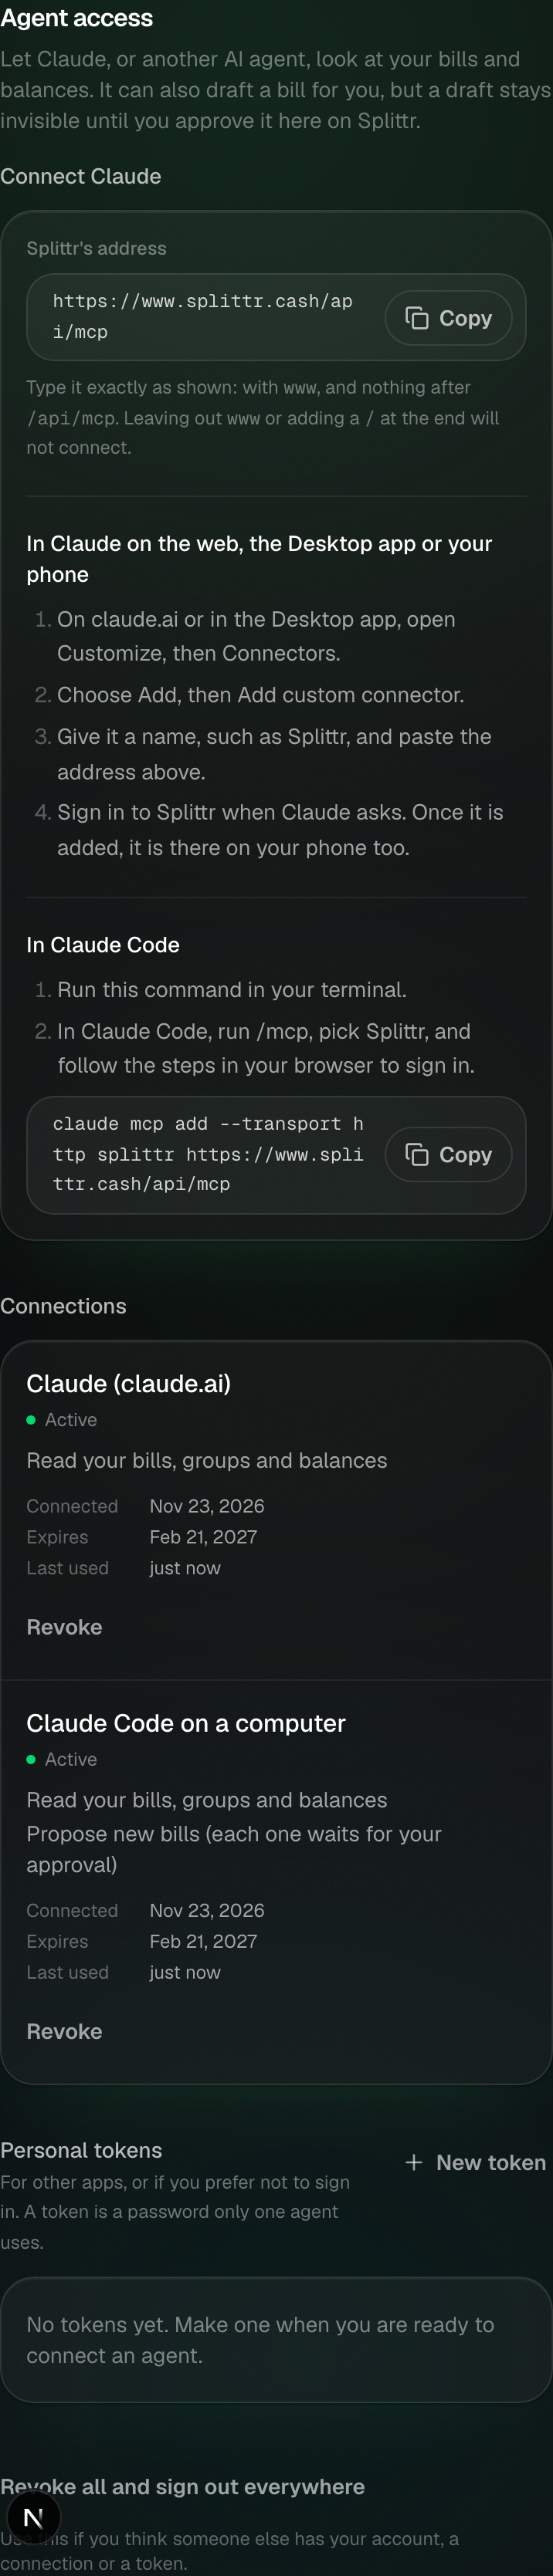 Agent access
Let Claude, or another AI agent, look at your bills and
balances. It can also draft a bill for you, but a draft stays
invisible until you approve it here on Splittr.
Connect Claude
Splittr's address
https://www.splittr.cash/ap
i/mcp
Copy
Type it exactly as shown: with www, and nothing after
/api/mcp. Leaving out www or adding a / at the end will
not connect.
In Claude on the web, the Desktop app or your
phone
1. On claude.ai or in the Desktop app, open
Customize, then Connectors.
2. Choose Add, then Add custom connector.
3. Give it a name, such as Splittr, and paste the
address above.
4. Sign in to Splittr when Claude asks. Once it is
added, it is there on your phone too.
In Claude Code
1. Run this command in your terminal.
2. In Claude Code, run /mcp, pick Splittr, and
follow the steps in your browser to sign in.
claude mcp add --transport h
ttp splittr https://www.spli
ttr.cash/api/mcp
Copy
Connections
Claude (claude.ai)
Active
Read your bills, groups and balances
Connected Nov 23, 2026
Expires Feb 21, 2027
Last used just now
Revoke
Claude Code on a computer
Active
Read your bills, groups and balances
Propose new bills (each one waits for your
approval)
Connected Nov 23, 2026
Expires Feb 21, 2027
Last used just now
Revoke
Personal tokens
+ New token
For other apps, or if you prefer not to sign
in. A token is a password only one agent
uses.
No tokens yet. Make one when you are ready to
connect an agent.
Revoke all and sign out everywhere
N
Use this if you think someone else has your account, a
connection or a token.